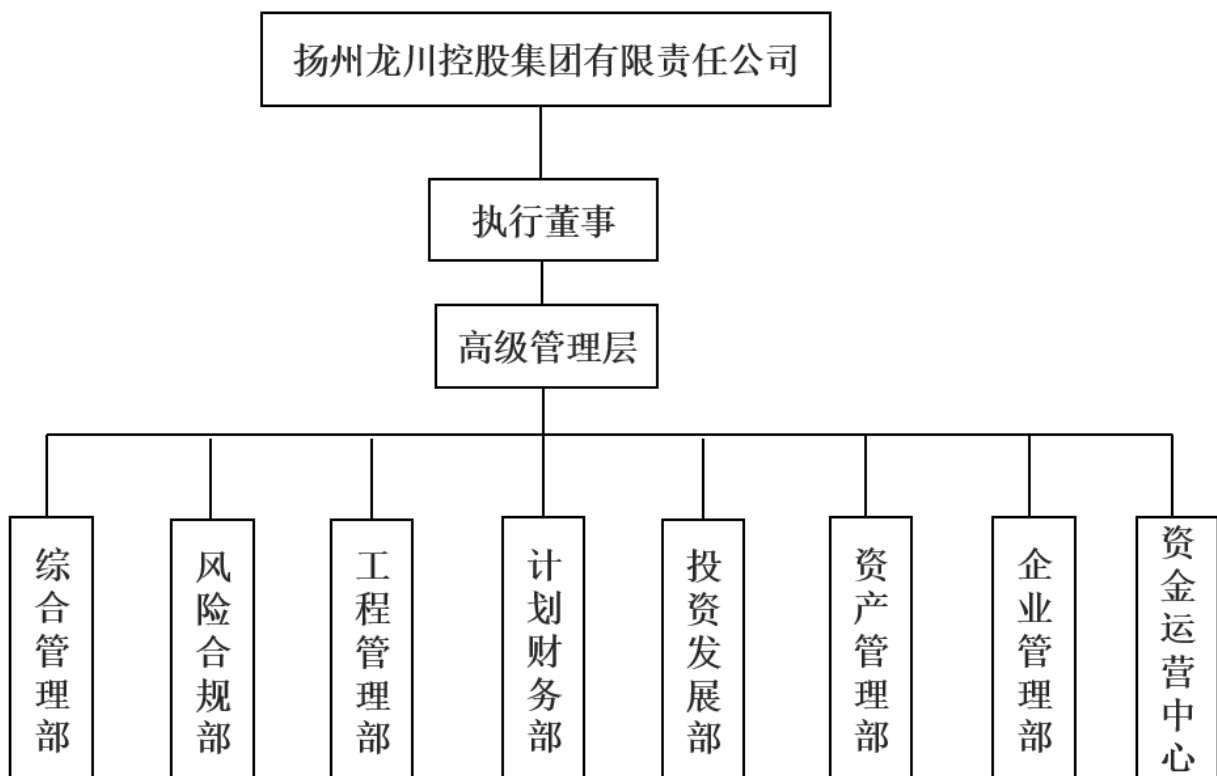 扬州龙川控股集团有限责任公司
执行董事
高级管理层
综合管理部
风险合规部
工程管理部
计划财务部
投资发展部
资产管理部
企业管理部
资金运营中心